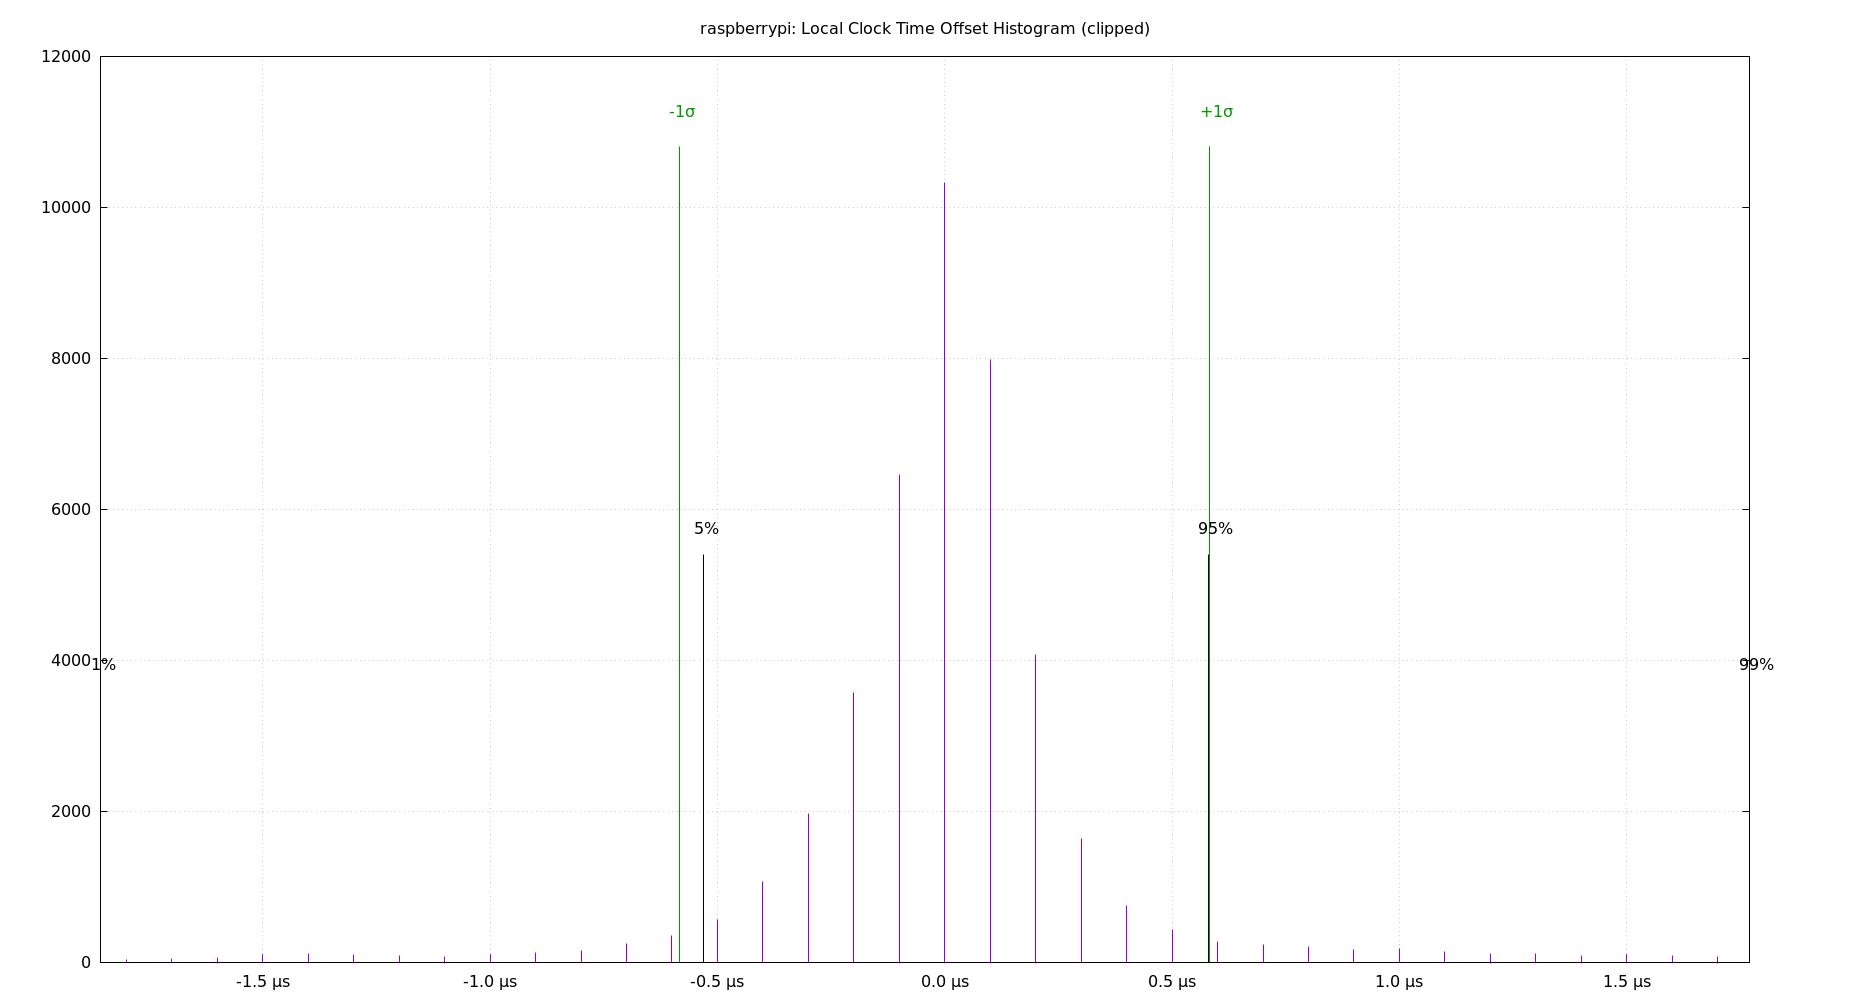 raspberrypi: Local Clock Time Offset Histogram (clipped)
12000
-1σ +1σ
10000
8000
6000
5% 95%
4000 1% 99%
2000
0
-1.5 µs -1.0 µs -0.5 µs 0.0 µs 0.5 µs 1.0 µs 1.5 µs